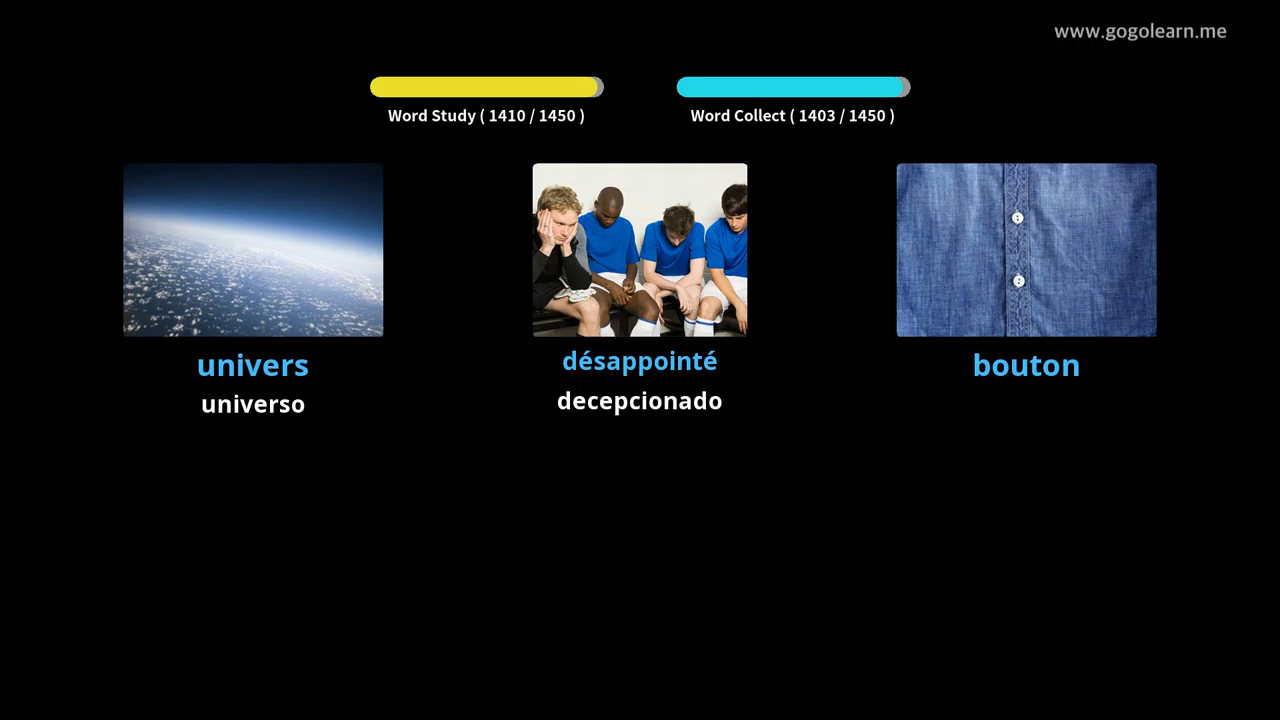 www.gogolearn.me
Word Study ( 1410 / 1450 )
Word Collect ( 1403 / 1450 )
univers
universo
désappointé
decepcionado
bouton